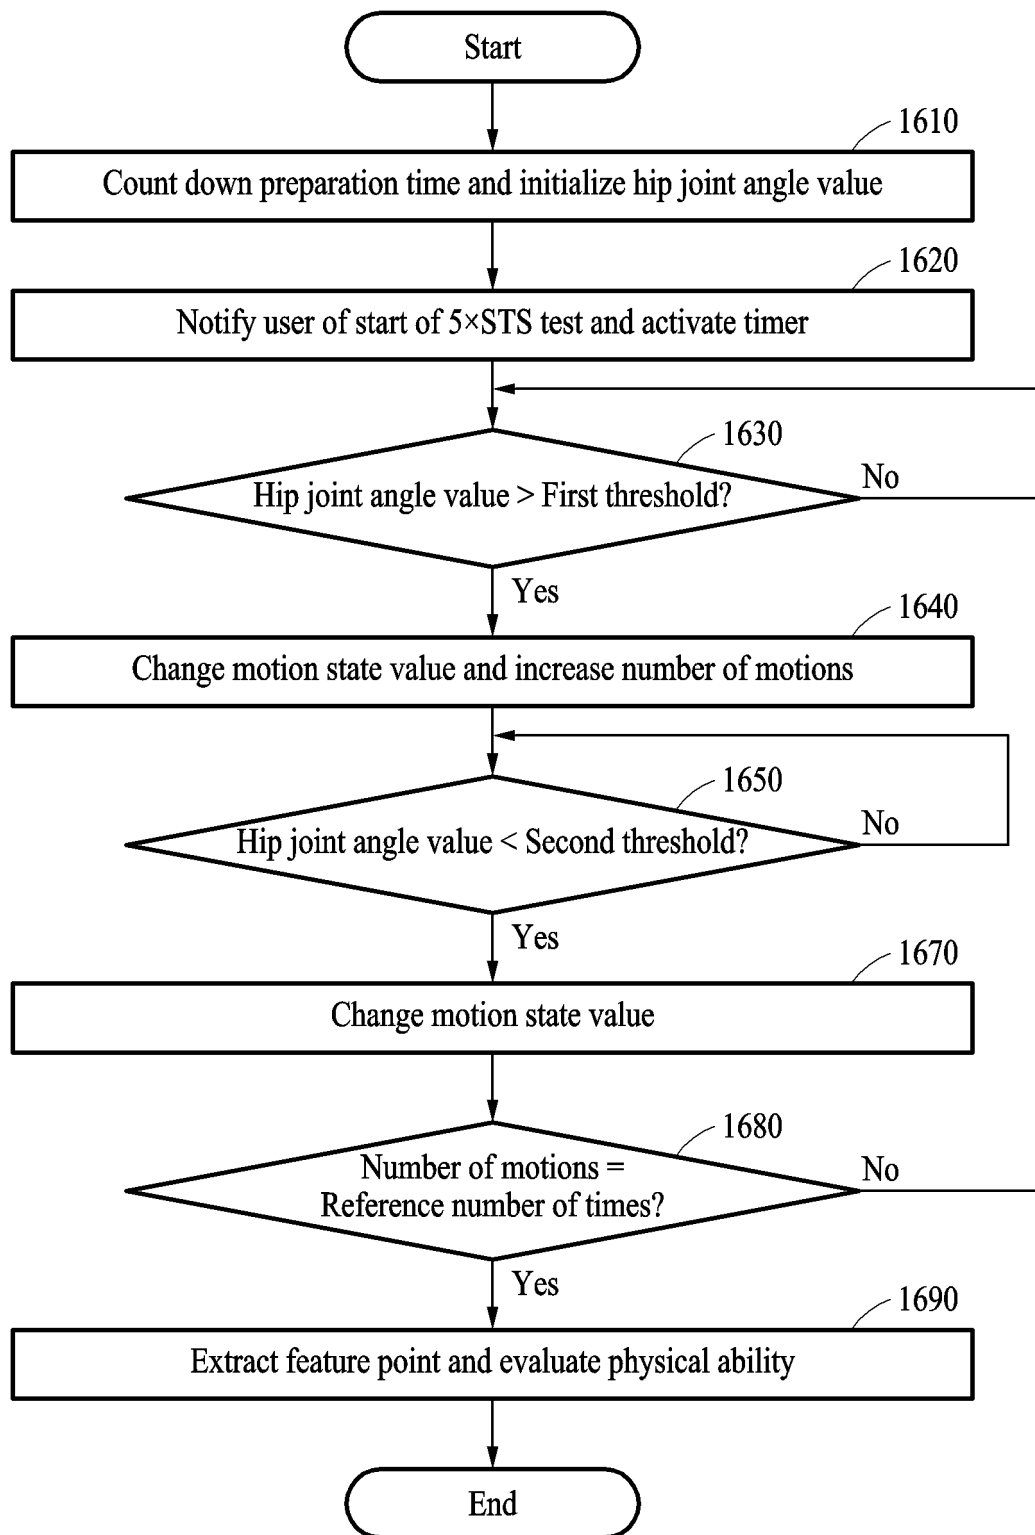 Start
1610
Count down preparation time and initialize hip joint angle value
1620
Notify user of start of 5×STS test and activate timer
1630
Hip joint angle value > First threshold?
No
Yes
1640
Change motion state value and increase number of motions
1650
Hip joint angle value < Second threshold?
No
Yes
1670
Change motion state value
1680
Number of motions =
Reference number of times?
No
Yes
1690
Extract feature point and evaluate physical ability
End